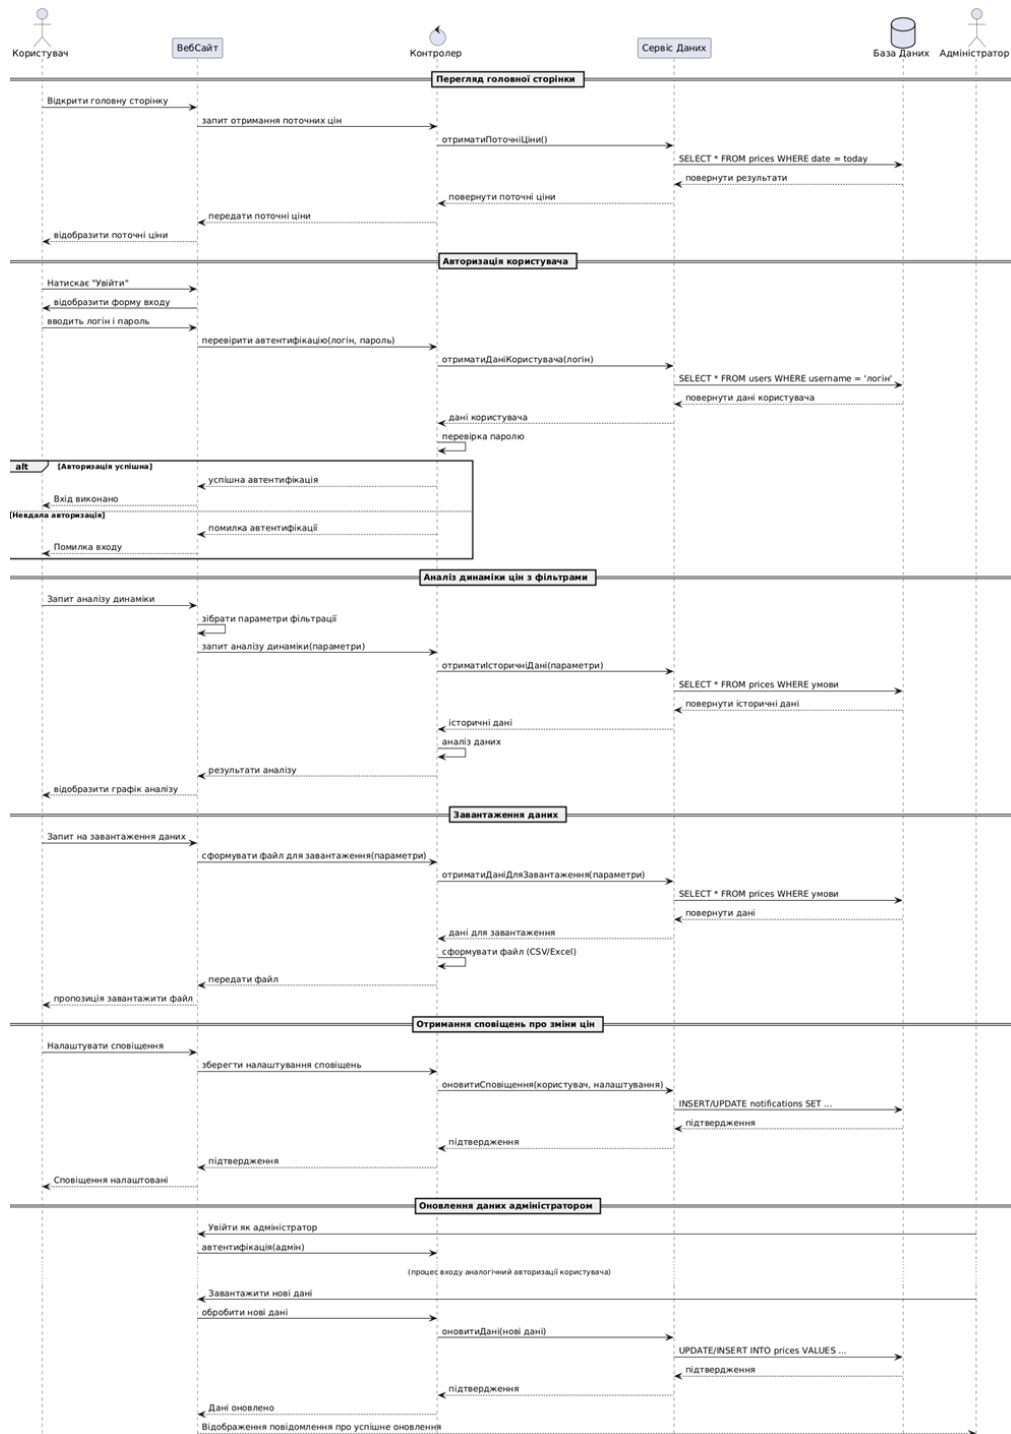 Користувач
ВебСайт
Контролер
Сервіс Даних
База Даних
Адміністратор
Перегляд головної сторінки
Відкрити головну сторінку
запит отримання поточних цін
отриматиПоточніЦіни()
SELECT * FROM prices WHERE date = today
повернути результати
повернути поточні ціни
передати поточні ціни
відобразити поточні ціни
Авторизація користувача
Натискає "Увійти"
відобразити форму входу
вводить логін і пароль
перевірити автентифікацію(логін, пароль)
отриматиДаніКористувача(логін)
SELECT * FROM users WHERE username = 'логін'
повернути дані користувача
дані користувача
перевірка паролю
alt [Авторизація успішна]
успішна автентифікація
Вхід виконано
[Невдала авторизація]
помилка автентифікації
Помилка входу
Аналіз динаміки цін з фільтрами
Запит аналізу динаміки
зібрати параметри фільтрації
запит аналізу динаміки(параметри)
отриматиІсторичніДані(параметри)
SELECT * FROM prices WHERE умови
повернути історичні дані
історичні дані
аналіз даних
результати аналізу
відобразити графік аналізу
Завантаження даних
Запит на завантаження даних
сформувати файл для завантаження(параметри)
отриматиДаніДляЗавантаження(параметри)
SELECT * FROM prices WHERE умови
повернути дані
дані для завантаження
сформувати файл (CSV/Excel)
передати файл
пропозиція завантажити файл
Отримання сповіщень про зміни цін
Налаштувати сповіщення
зберегти налаштування сповіщень
оновитиСповіщення(користувач, налаштування)
INSERT/UPDATE notifications SET ...
підтвердження
підтвердження
підтвердження
Сповіщення налаштовані
Оновлення даних адміністратором
Увійти як адміністратор
автентифікація(адмін)
(процес входу аналогічний авторизації користувача)
Завантажити нові дані
обробити нові дані
оновитиДані(нові дані)
UPDATE/INSERT INTO prices VALUES ...
підтвердження
підтвердження
Дані оновлено
Відображення повідомлення про успішне оновлення